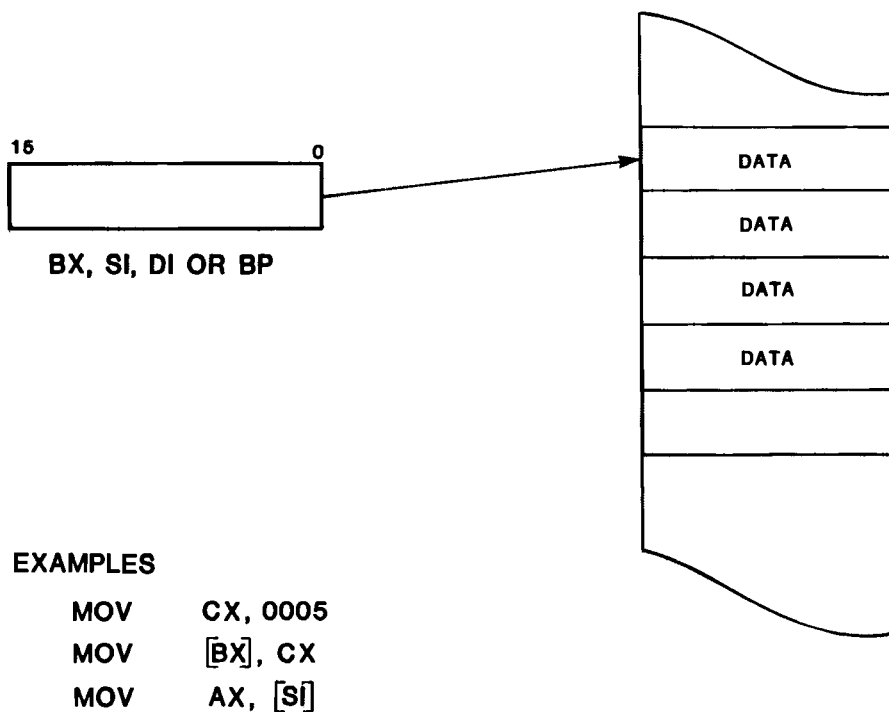 15 0
BX, SI, DI OR BP
DATA
DATA
DATA
DATA
EXAMPLES
MOV CX, 0005
MOV [BX], CX
MOV AX, [SI]